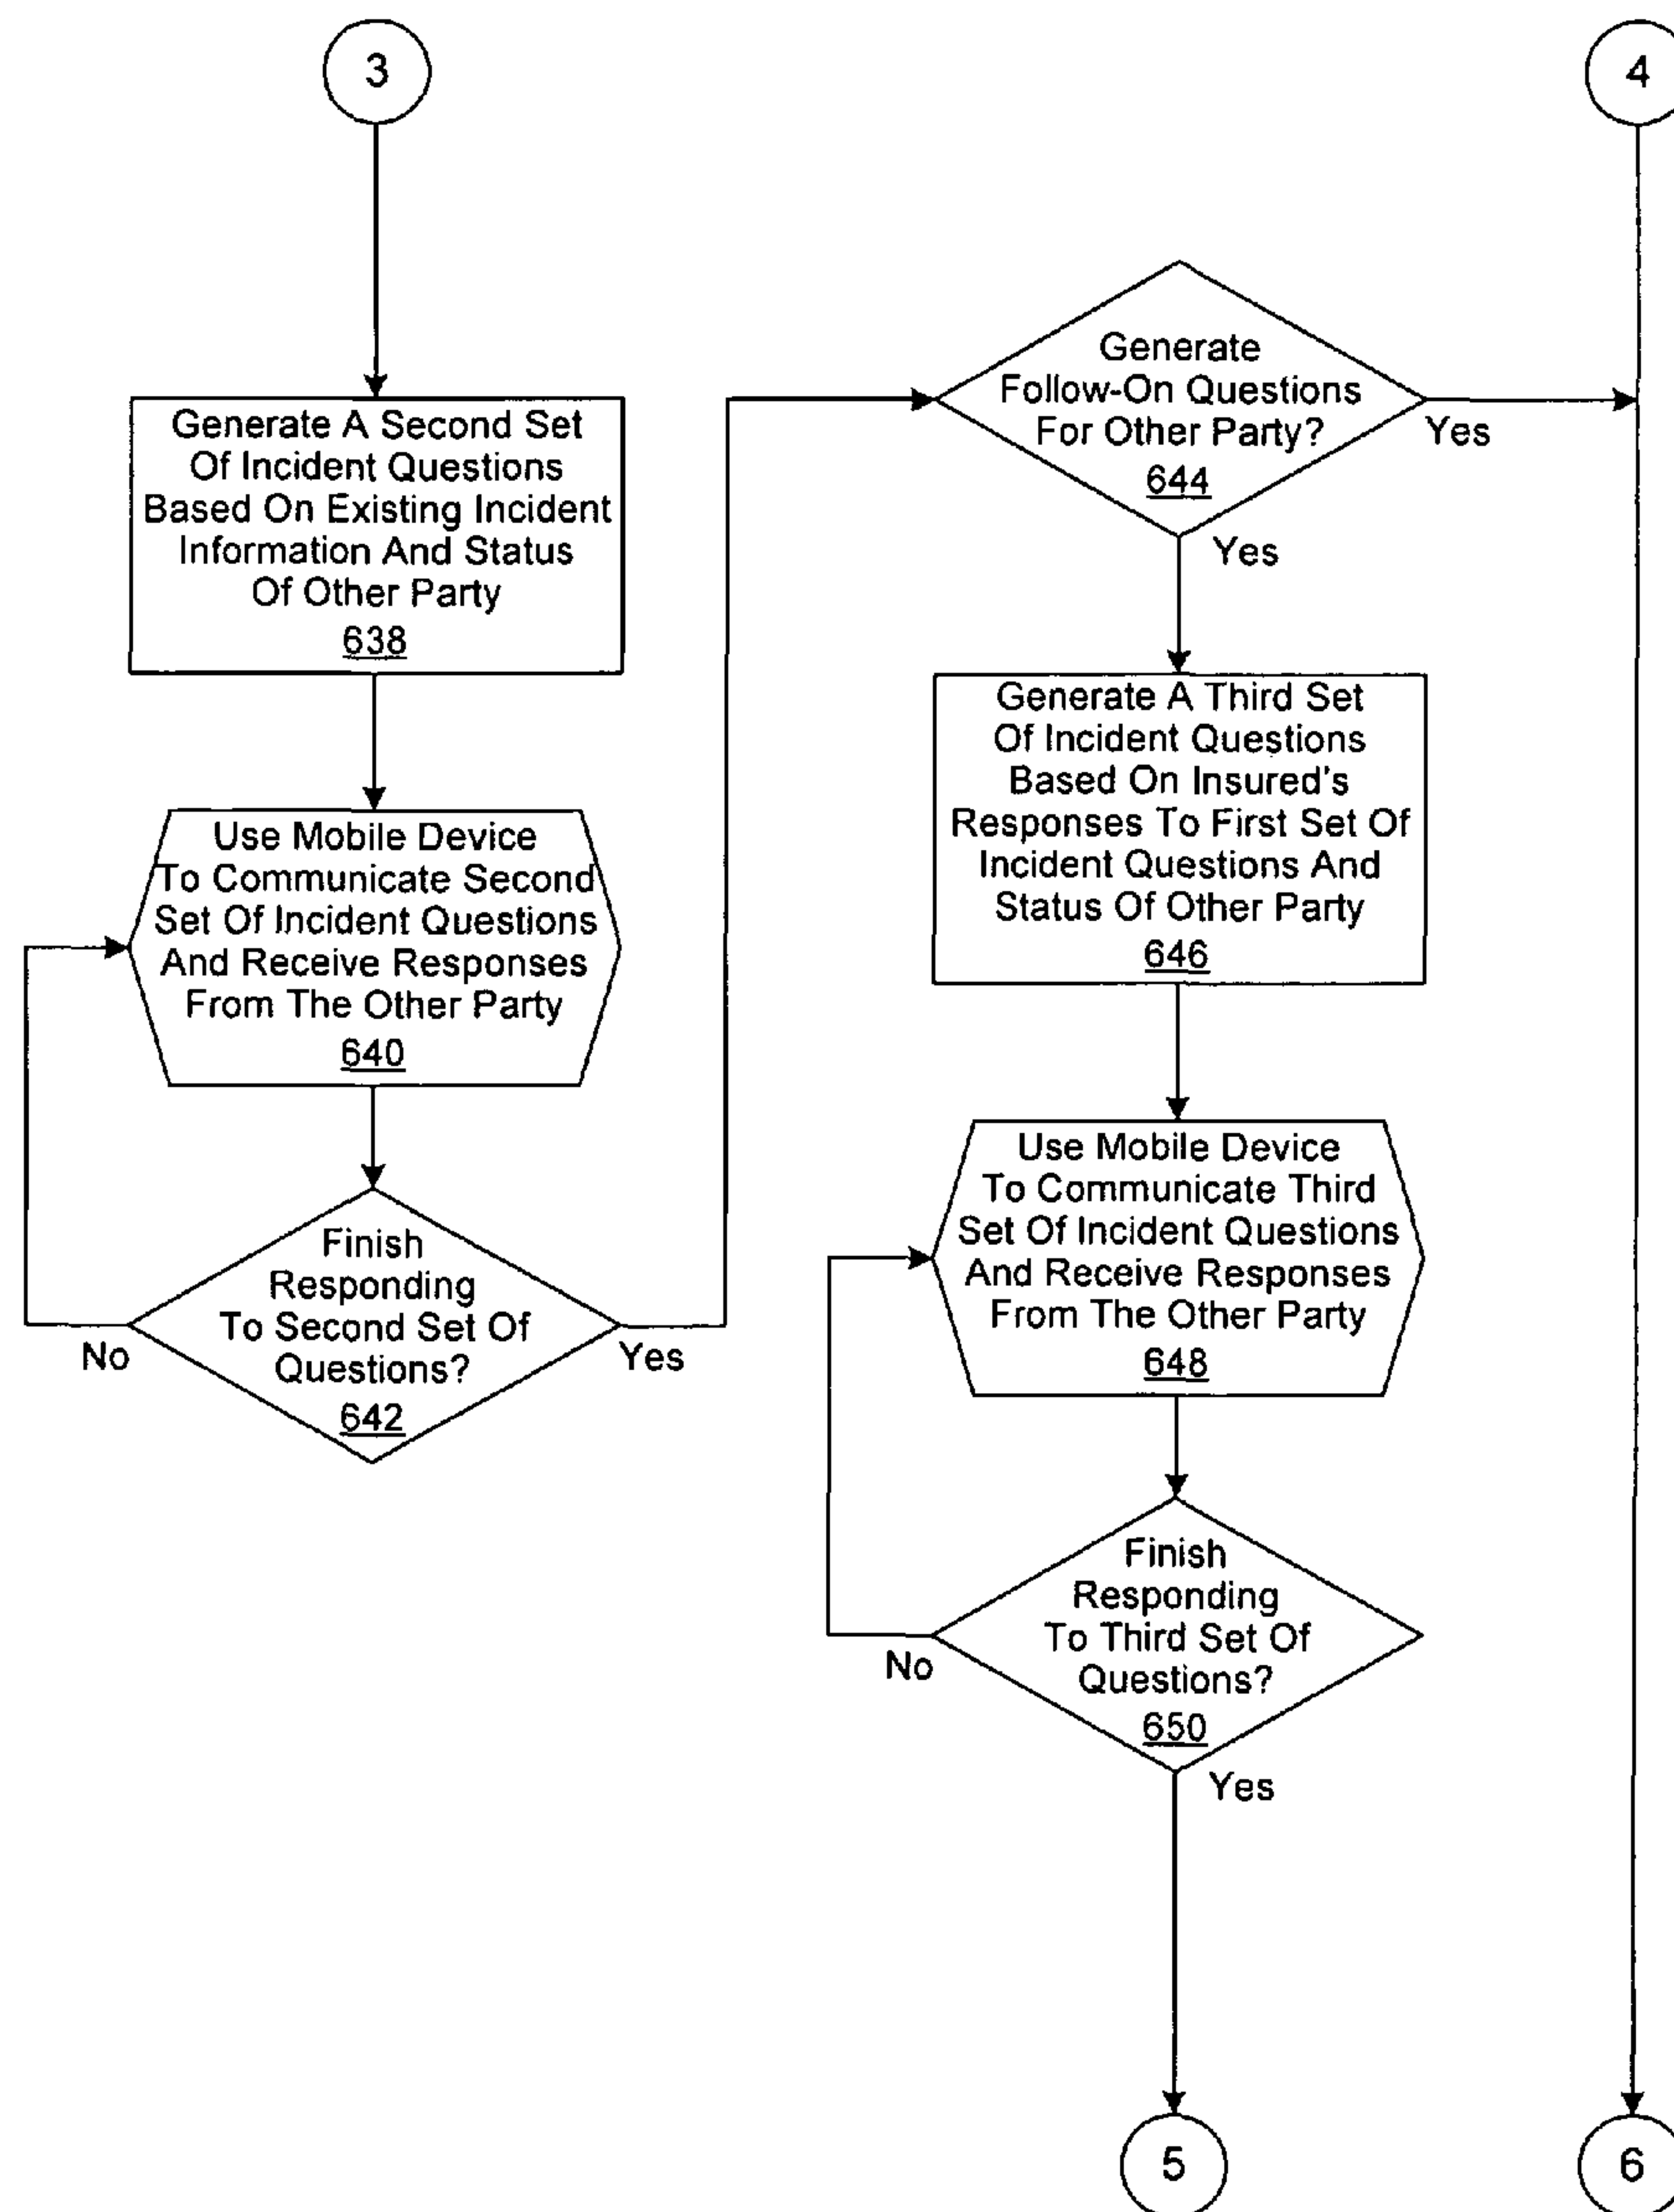 3
4
Generate A Second Set
Of Incident Questions
Based On Existing Incident
Information And Status
Of Other Party
638
Use Mobile Device
To Communicate Second
Set Of Incident Questions
And Receive Responses
From The Other Party
640
Finish
Responding
To Second Set Of
Questions?
642
No
Yes
Generate
Follow-On Questions
For Other Party?
644
Yes
Yes
Generate A Third Set
Of Incident Questions
Based On Insured's
Responses To First Set Of
Incident Questions And
Status Of Other Party
646
Use Mobile Device
To Communicate Third
Set Of Incident Questions
And Receive Responses
From The Other Party
648
Finish
Responding
To Third Set Of
Questions?
650
No
Yes
5
6